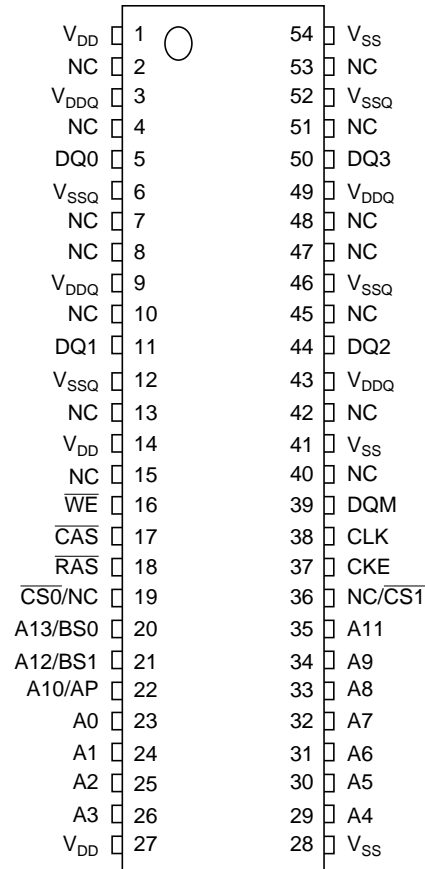 VDD 1 54 VSS
NC 2 53 NC
VDDQ 3 52 VSSQ
NC 4 51 NC
DQ0 5 50 DQ3
VSSQ 6 49 VDDQ
NC 7 48 NC
NC 8 47 NC
VDDQ 9 46 VSSQ
NC 10 45 NC
DQ1 11 44 DQ2
VSSQ 12 43 VDDQ
NC 13 42 NC
VDD 14 41 VSS
NC 15 40 NC
W̅E̅ 16 39 DQM
C̅A̅S̅ 17 38 CLK
R̅A̅S̅ 18 37 CKE
C̅S̅0̅/NC 19 36 NC/C̅S̅1̅
A13/BS0 20 35 A11
A12/BS1 21 34 A9
A10/AP 22 33 A8
A0 23 32 A7
A1 24 31 A6
A2 25 30 A5
A3 26 29 A4
VDD 27 28 VSS